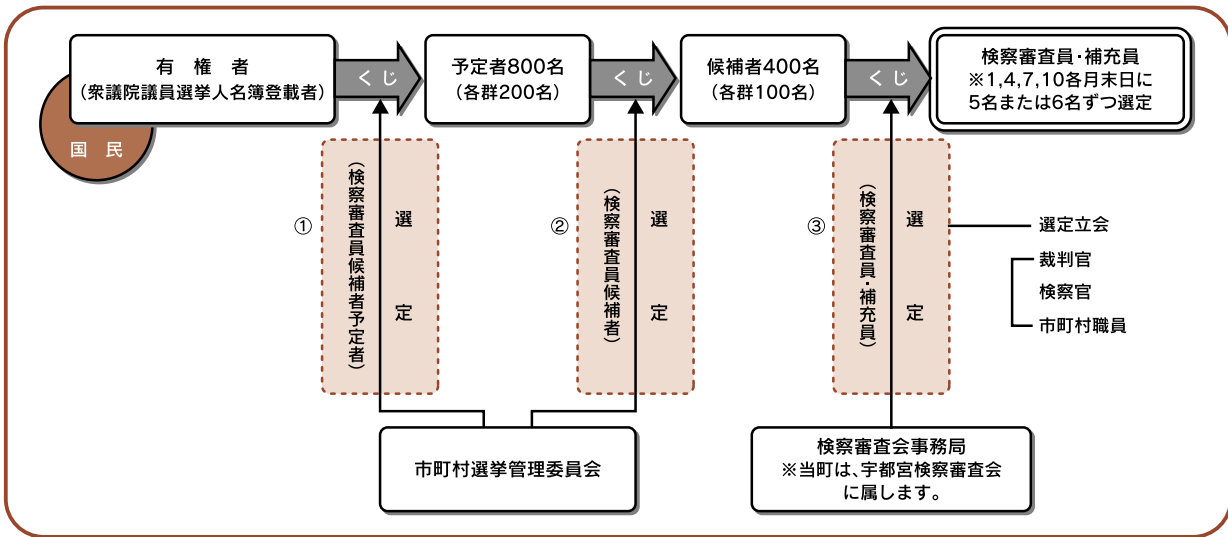 有権者
(衆議院議員選挙人名簿登載者)
国民
くじ
予定者800名
(各群200名)
くじ
候補者400名
(各群100名)
くじ
検察審査員・補充員
※1,4,7,10各月末日に
5名または6名ずつ選定
①
選定
(検察審査員候補者予定者)
②
選定
(検察審査員候補者)
③
選定
(検察審査員・補充員)
選定立会
裁判官
検察官
市町村職員
市町村選挙管理委員会
検察審査会事務局
※当町は、宇都宮検察審査会
に属します。